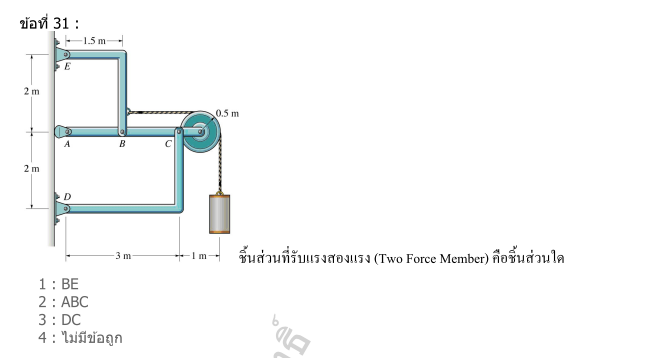 ข้อที่ 31 :
1.5 m
E
2 m
0.5 m
A
B
C
2 m
D
3 m
1 m
ชิ้นส่วนที่รับแรงสองแรง (Two Force Member) คือชิ้นส่วนใด
1 : BE
2 : ABC
3 : DC
4 : ไม่มีข้อถูก